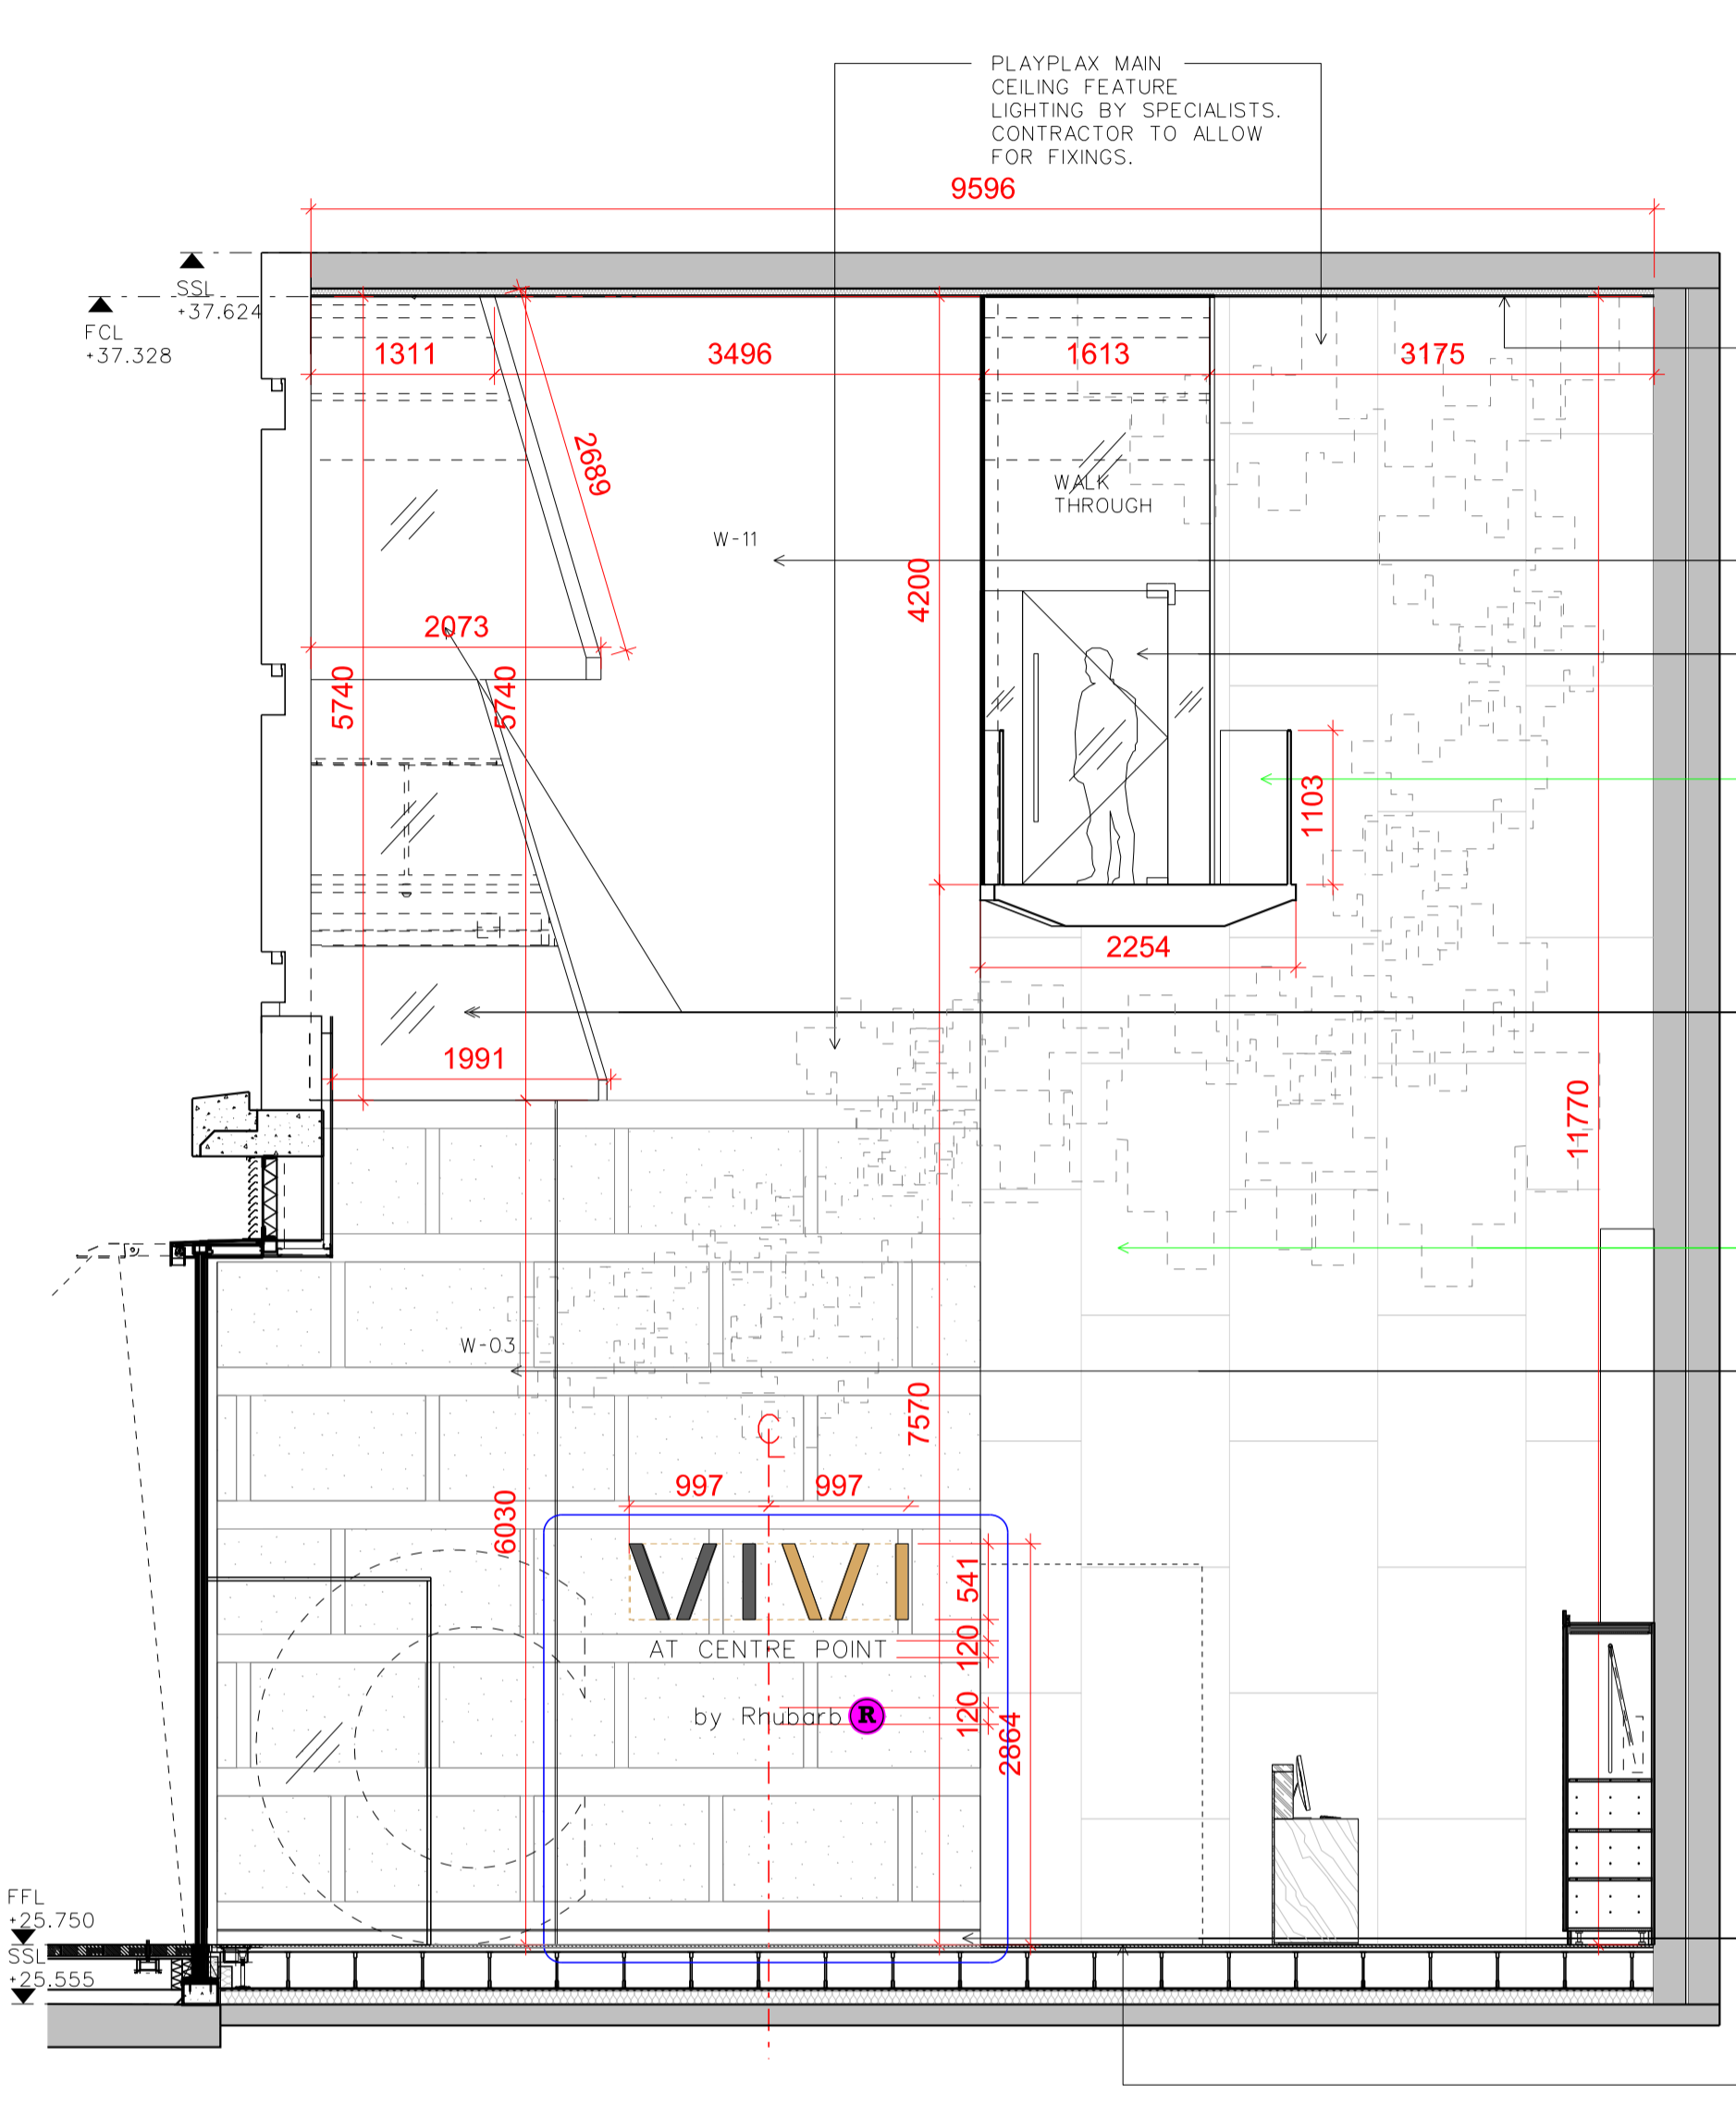 PLAYPLAX MAIN
CEILING FEATURE
LIGHTING BY SPECIALISTS.
CONTRACTOR TO ALLOW
FOR FIXINGS.
9596
SSL
+37.624
FCL
+37.328
1311
3496
1613
3175
2689
WALK
THROUGH
W-11
4200
2073
5740
5740
1103
2254
1991
11770
W-03
7570
CL
997
997
6030
VIVI
541
AT CENTRE POINT
120
by Rhubarb R
120
2864
FFL
+25.750
SSL
+25.555